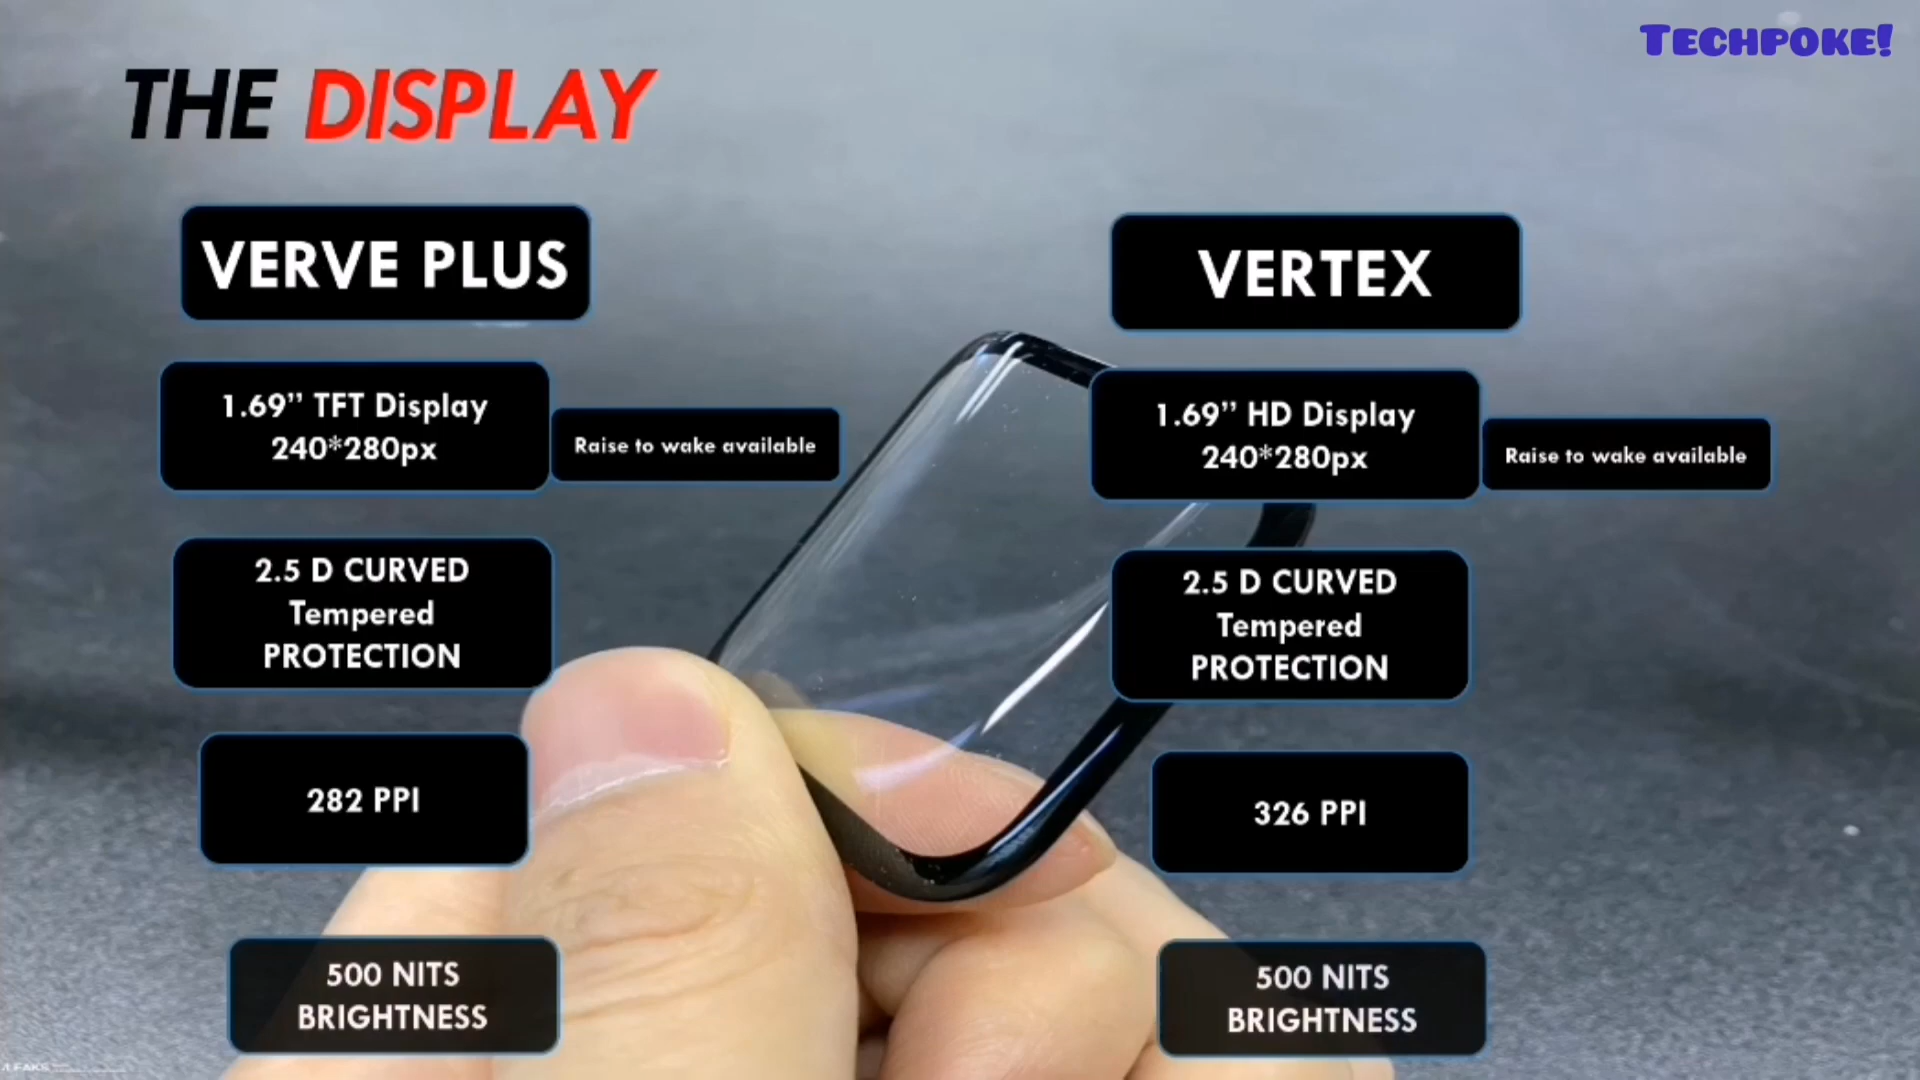 Techpoke!
THE DISPLAY
VERVE PLUS
1.69” TFT Display
240*280px
Raise to wake available
2.5 D CURVED
Tempered
PROTECTION
282 PPI
500 NITS
BRIGHTNESS
VERTEX
1.69” HD Display
240*280px
Raise to wake available
2.5 D CURVED
Tempered
PROTECTION
326 PPI
500 NITS
BRIGHTNESS